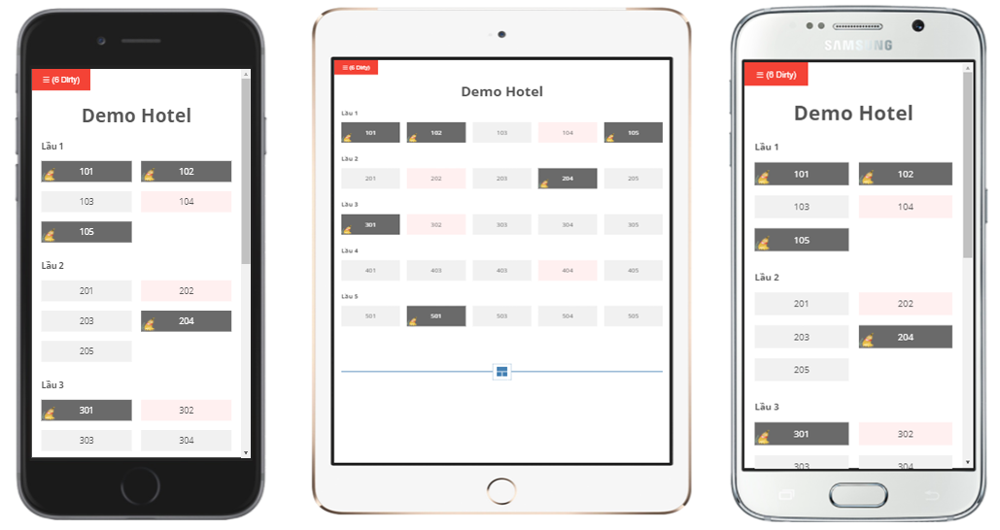 ☰ (6 Dirty)
Demo Hotel
Lầu 1
101 102
103 104
105
Lầu 2
201 202
203 204
205
Lầu 3
301 302
303 304
☰ (6 Dirty)
Demo Hotel
Lầu 1
101 102 103 104 105
Lầu 2
201 202 203 204 205
Lầu 3
301 302 303 304 305
Lầu 4
401 403 403 404 405
Lầu 5
501 501 503 504 505
SAMSUNG
☰ (6 Dirty)
Demo Hotel
Lầu 1
101 102
103 104
105
Lầu 2
201 202
203 204
205
Lầu 3
301 302
303 304